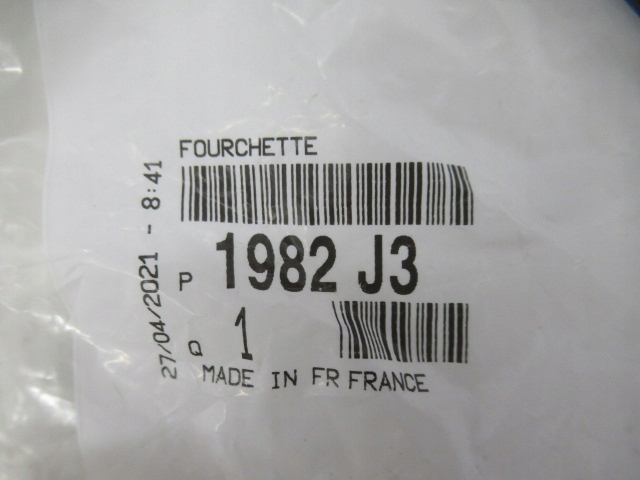 FOURCHETTE
27/04/2021 - 8:41
P 1982 J3
Q 1
MADE IN FR FRANCE